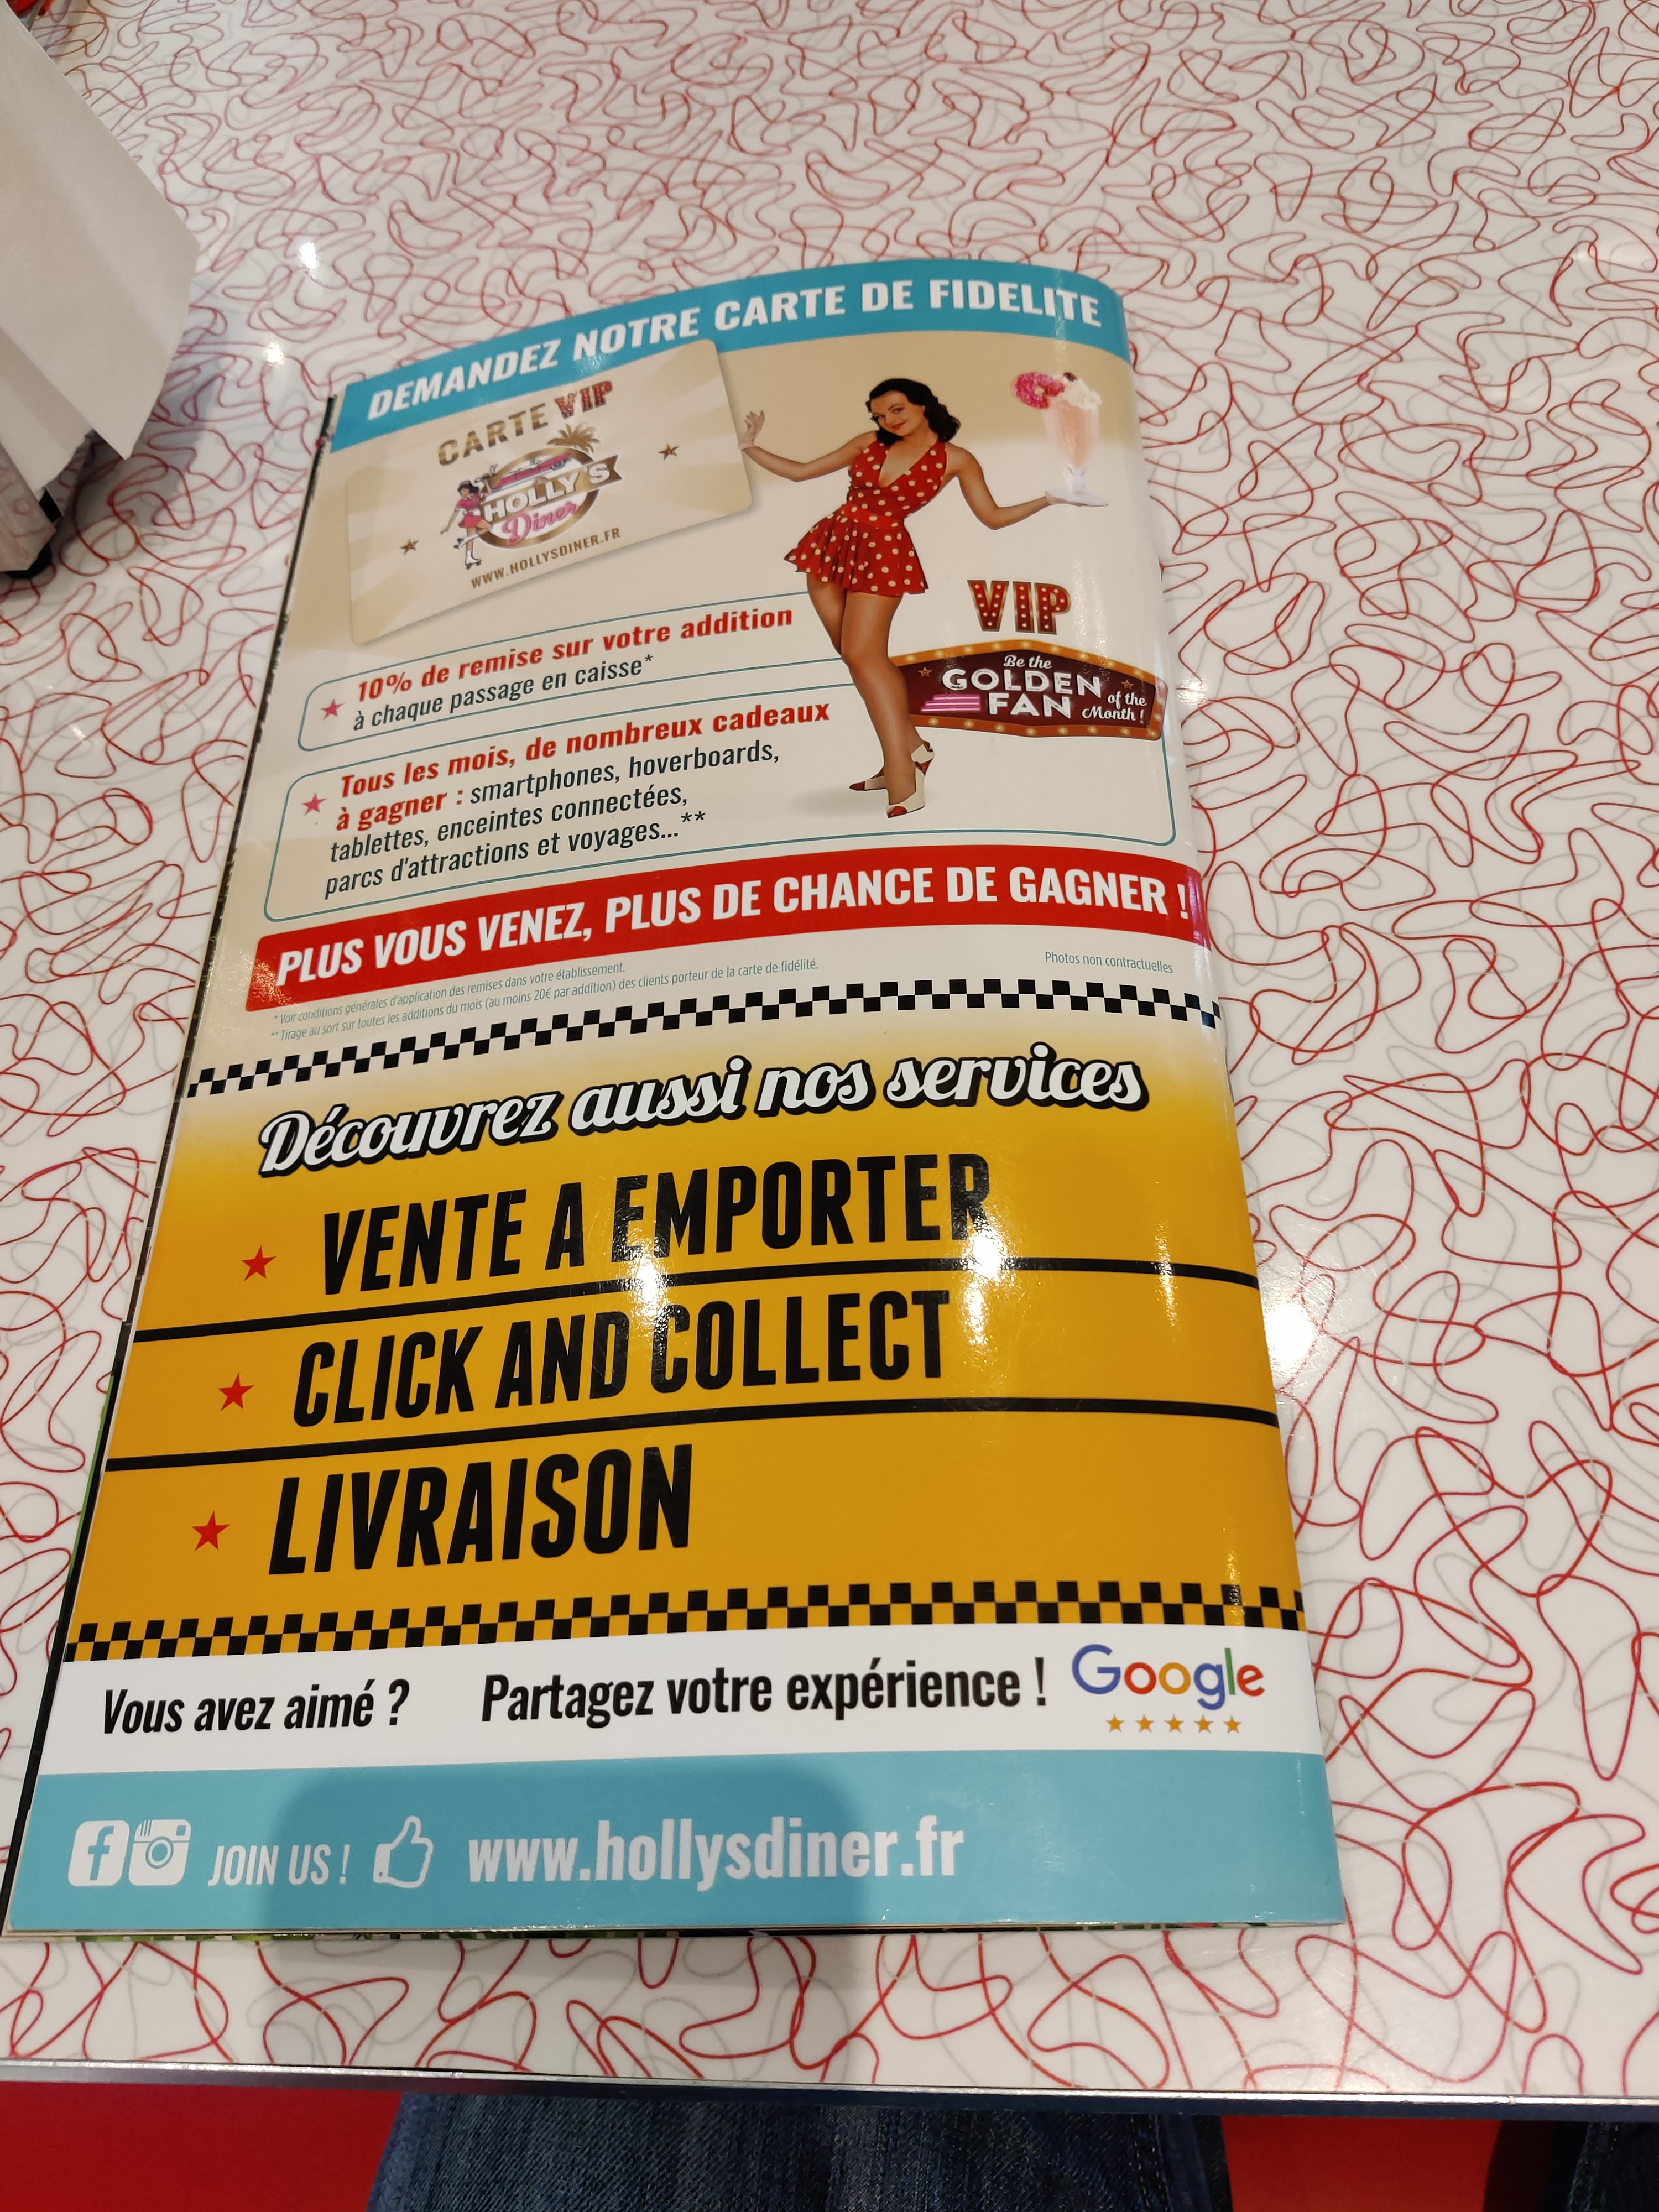 DEMANDEZ NOTRE CARTE DE FIDELITE
CARTE VIP
HOLLY'S
Diner
WWW.HOLLYSDINER.FR
10% de remise sur votre addition
à chaque passage en caisse*
VIP
Be the
GOLDEN
FAN of the
Month !
Tous les mois, de nombreux cadeaux
à gagner : smartphones, hoverboards,
tablettes, enceintes connectées,
parcs d'attractions et voyages...**
PLUS VOUS VENEZ, PLUS DE CHANCE DE GAGNER !
* Voir conditions générales d'application des remises dans votre établissement.
** Tirage au sort sur toutes les additions du mois (au moins 20€ par addition) des clients porteur de la carte de fidélité.
Photos non contractuelles
Découvrez aussi nos services
VENTE A EMPORTER
CLICK AND COLLECT
LIVRAISON
Vous avez aimé ? Partagez votre expérience ! Google
JOIN US ! www.hollysdiner.fr